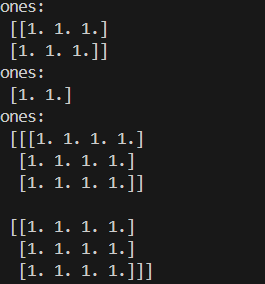 ones:
 [[1. 1. 1.]
 [1. 1. 1.]]
ones:
 [1. 1.]
ones:
 [[[1. 1. 1. 1.]
  [1. 1. 1. 1.]
  [1. 1. 1. 1.]]

 [[1. 1. 1. 1.]
  [1. 1. 1. 1.]
  [1. 1. 1. 1.]]]